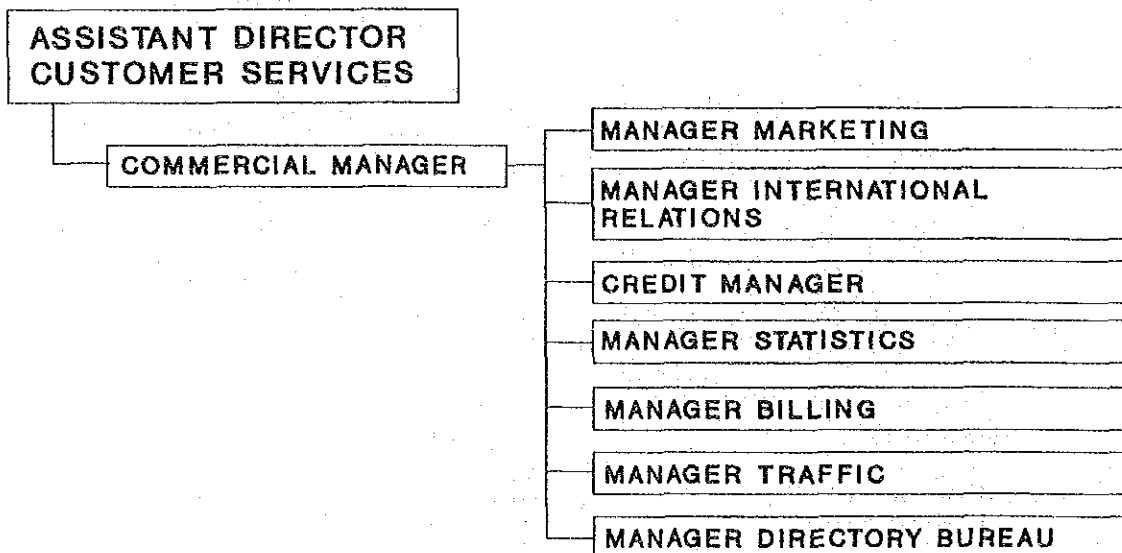 ASSISTANT DIRECTOR
CUSTOMER SERVICES
COMMERCIAL MANAGER
MANAGER MARKETING
MANAGER INTERNATIONAL
RELATIONS
CREDIT MANAGER
MANAGER STATISTICS
MANAGER BILLING
MANAGER TRAFFIC
MANAGER DIRECTORY BUREAU